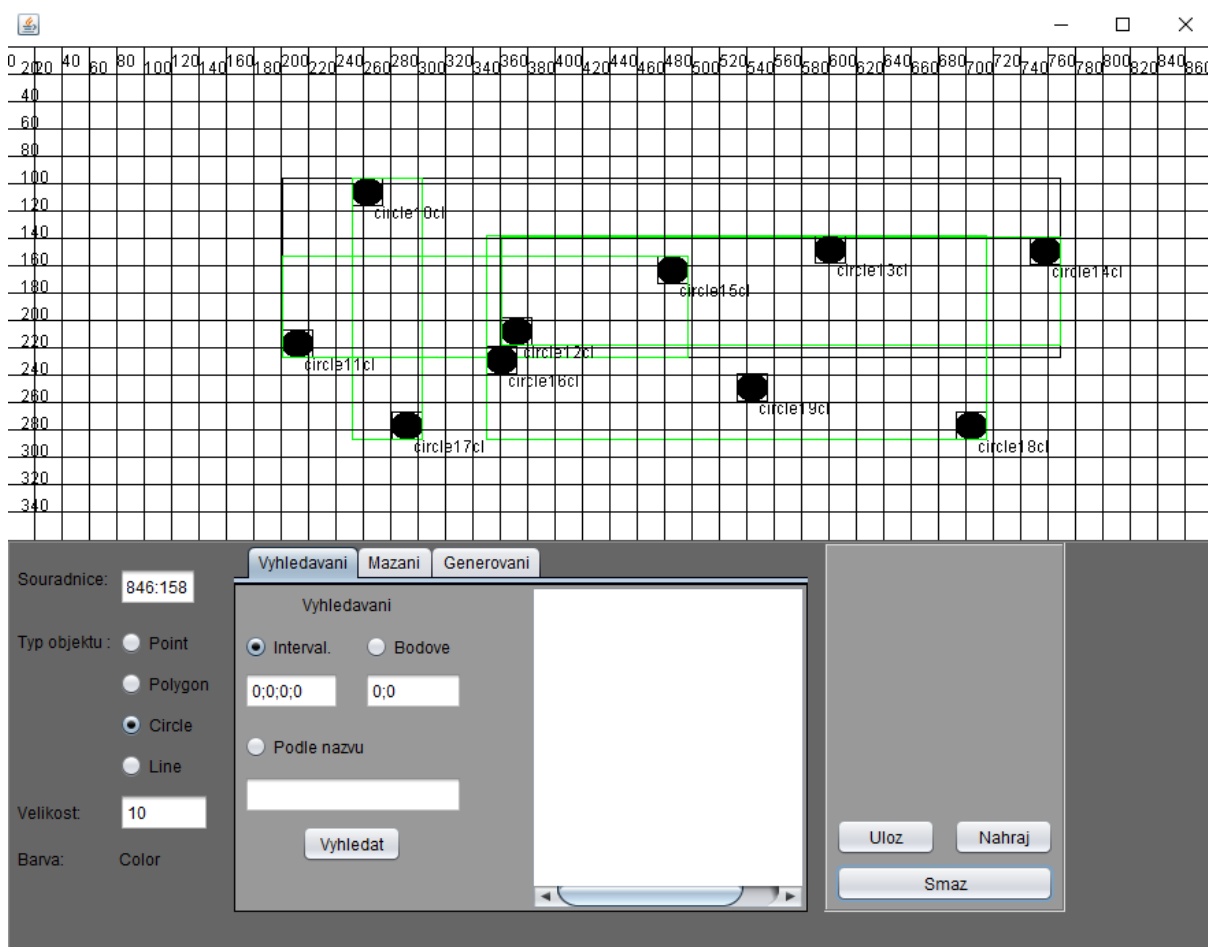 0 20 40 60 80 100 120 140 160 180 200 220 240 260 280 300 320 340 360 380 400 420 440 460 480 500 520 540 560 580 600 620 640 660 680 700 720 740 760 780 800 820 840 860
20
40
60
80
100
120
140
160
180
200
220
240
260
280
300
320
340
circle10cl
circle13cl
circle14cl
circle15cl
circle12cl
circle11cl
circle16cl
circle19cl
circle17cl
circle18cl
Souradnice: 846:158
Typ objektu :
Point
Polygon
Circle
Line
Velikost: 10
Barva: Color
Vyhledavani Mazani Generovani
Vyhledavani
Interval. Bodove
0;0;0;0 0;0
Podle nazvu
Vyhledat
Uloz Nahraj
Smaz